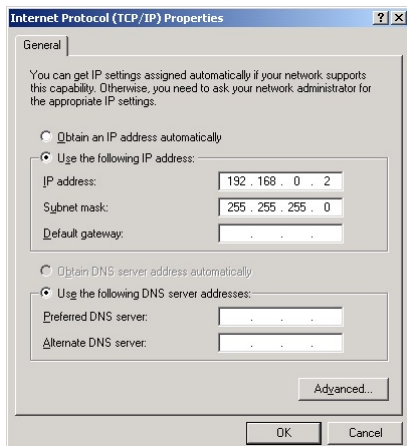 Internet Protocol (TCP/IP) Properties
General
You can get IP settings assigned automatically if your network supports
this capability. Otherwise, you need to ask your network administrator for
the appropriate IP settings.
Obtain an IP address automatically
Use the following IP address:
IP address: 192 . 168 . 0 . 2
Subnet mask: 255 . 255 . 255 . 0
Default gateway: . . .
Obtain DNS server address automatically
Use the following DNS server addresses:
Preferred DNS server: . . .
Alternate DNS server: . . .
Advanced...
OK Cancel